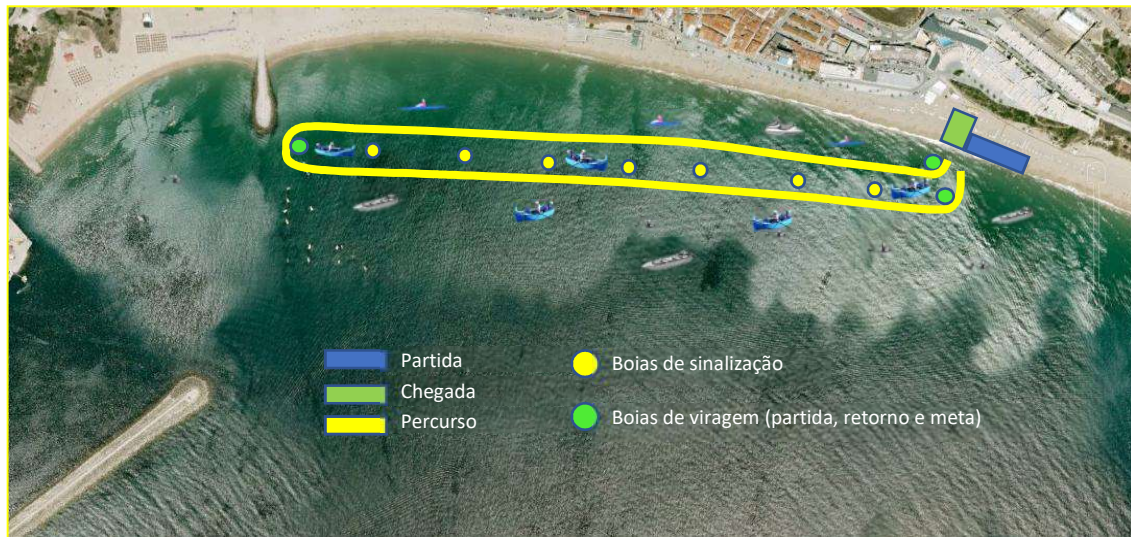 Partida
Chegada
Percurso
Boias de sinalização
Boias de viragem (partida, retorno e meta)